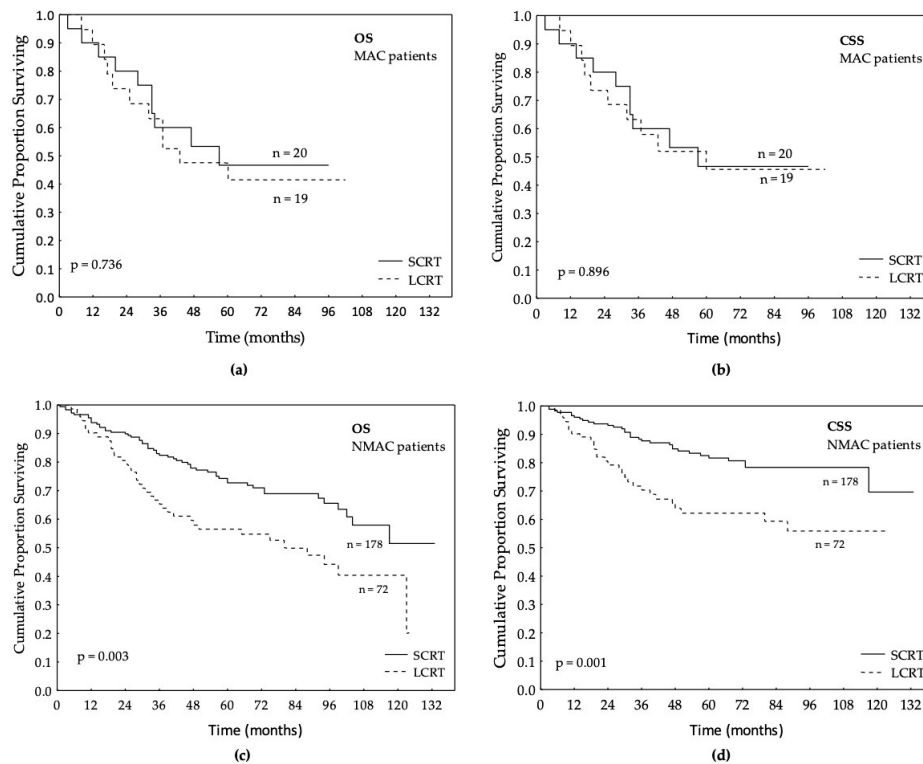 OS
MAC patients
Cumulative Proportion Surviving
1.0
0.9
0.8
0.7
0.6
0.5
0.4
0.3
0.2
0.1
0.0
n = 20
n = 19
p = 0.736
SCRT
LCRT
0 12 24 36 48 60 72 84 96 108 120 132
Time (months)
(a)
CSS
MAC patients
Cumulative Proportion Surviving
1.0
0.9
0.8
0.7
0.6
0.5
0.4
0.3
0.2
0.1
0.0
n = 20
n = 19
p = 0.896
SCRT
LCRT
0 12 24 36 48 60 72 84 96 108 120 132
Time (months)
(b)
OS
NMAC patients
Cumulative Proportion Surviving
1.0
0.9
0.8
0.7
0.6
0.5
0.4
0.3
0.2
0.1
0.0
n = 178
n = 72
p = 0.003
SCRT
LCRT
0 12 24 36 48 60 72 84 96 108 120 132
Time (months)
(c)
CSS
NMAC patients
Cumulative Proportion Surviving
1.0
0.9
0.8
0.7
0.6
0.5
0.4
0.3
0.2
0.1
0.0
n = 178
n = 72
p = 0.001
SCRT
LCRT
0 12 24 36 48 60 72 84 96 108 120 132
Time (months)
(d)